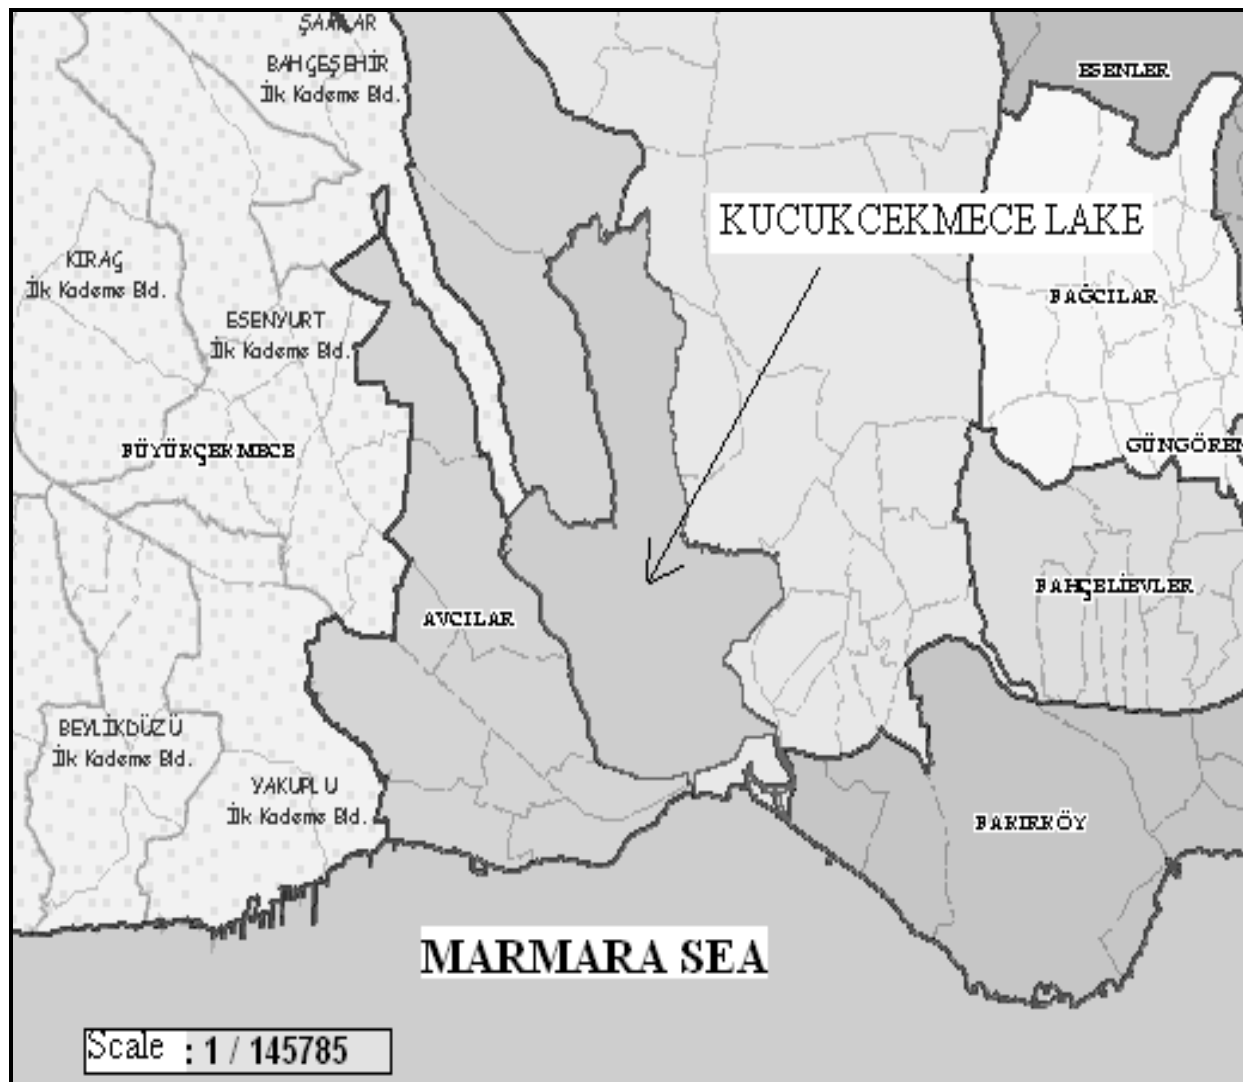 ŞAMLAR
BAHÇEŞEHİR
İlk Kademe Bld.
ESENLER
KUCUKCEKMECE LAKE
KIRAÇ
İlk Kademe Bld.
BAĞCILAR
ESENYURT
İlk Kademe Bld.
BÜYÜKÇEKMECE
GÜNGÖREN
BAHÇELİEVLER
AVCILAR
BEYLİKDÜZÜ
İlk Kademe Bld.
YAKUPLU
İlk Kademe Bld.
BAKIRKÖY
MARMARA SEA
Scale : 1 / 145785